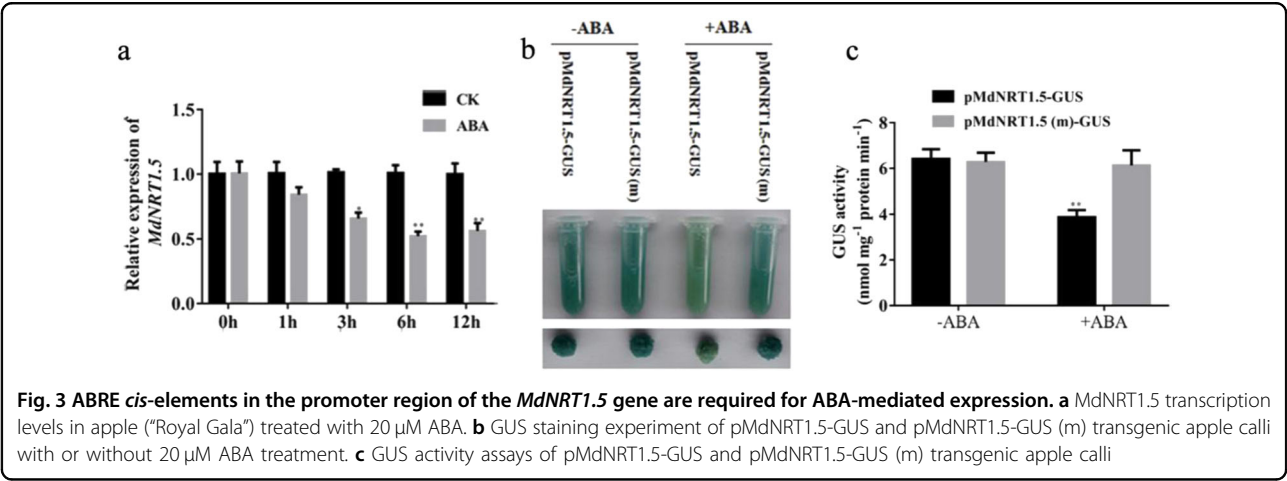 a
Relative expression of
MdNRT1.5
1.5
1.0
0.5
0.0
CK
ABA
*
**
**
0h 1h 3h 6h 12h
b
-ABA +ABA
pMdNRT1.5-GUS
pMdNRT1.5-GUS (m)
pMdNRT1.5-GUS
pMdNRT1.5-GUS (m)
c
pMdNRT1.5-GUS
pMdNRT1.5 (m)-GUS
GUS activity
(nmol mg⁻¹ protein min⁻¹)
8
6
4
2
0
**
-ABA +ABA
Fig. 3 ABRE cis-elements in the promoter region of the MdNRT1.5 gene are required for ABA-mediated expression. a MdNRT1.5 transcription
levels in apple (“Royal Gala”) treated with 20 µM ABA. b GUS staining experiment of pMdNRT1.5-GUS and pMdNRT1.5-GUS (m) transgenic apple calli
with or without 20 µM ABA treatment. c GUS activity assays of pMdNRT1.5-GUS and pMdNRT1.5-GUS (m) transgenic apple calli